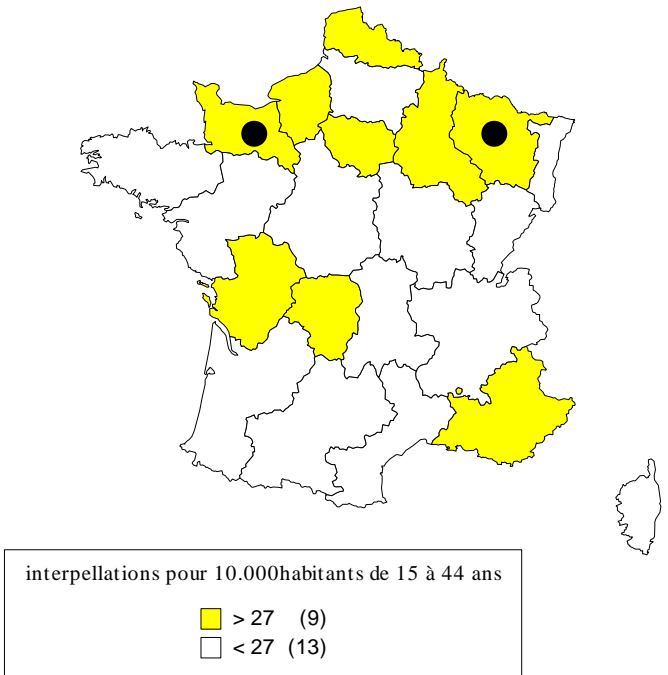 interpellations pour 10.000habitants de 15 à 44 ans
> 27 (9)
< 27 (13)